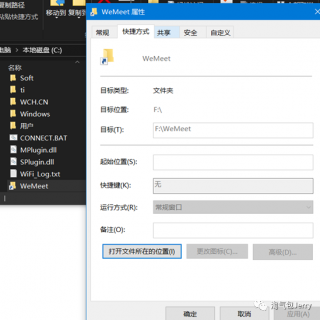 复制路径
粘贴快捷方式
移动到
复制到
电脑 > 本地磁盘 (C:)
名称
Soft
ti
WCH.CN
Windows
用户
CONNECT.BAT
MPlugin.dll
SPlugin.dll
WiFi_Log.txt
WeMeet
WeMeet 属性
常规
快捷方式
共享
安全
自定义
WeMeet
目标类型:
文件夹
目标位置:
F:\
目标(T):
F:\WeMeet
起始位置(S):
快捷键(K):
无
运行方式(R):
常规窗口
备注(O):
打开文件所在的位置(I)
更改图标(C)...
高级(D)...
确定
取消
应用(A)
淘气包Jerry